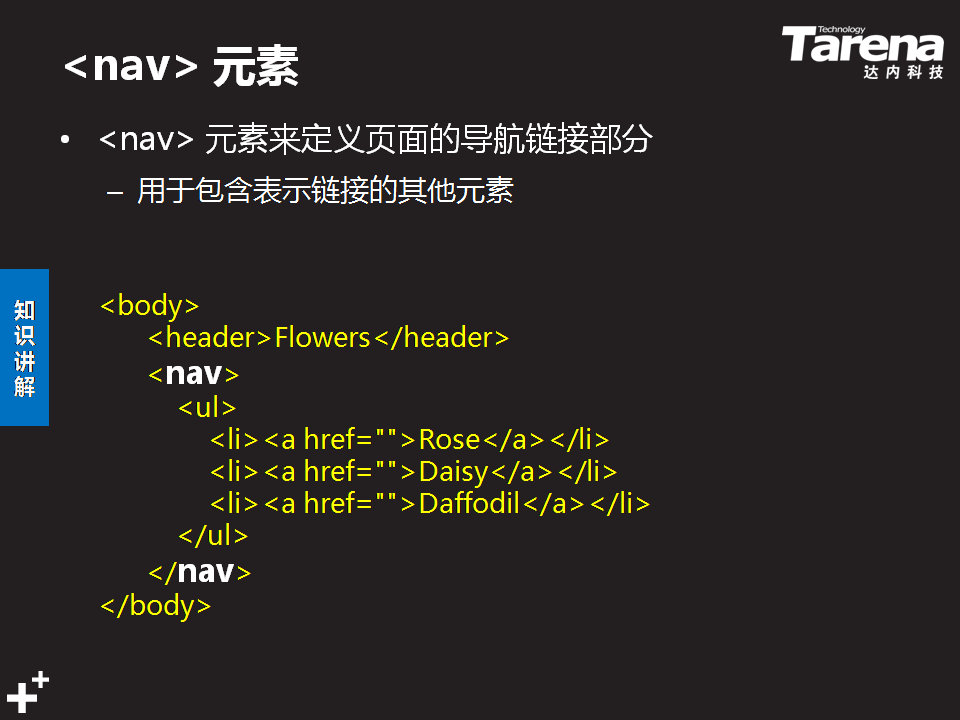 <nav> 元素
Technology
Tarena
达内科技
• <nav> 元素来定义页面的导航链接部分
– 用于包含表示链接的其他元素
知识讲解
<body>
<header>Flowers</header>
<nav>
<ul>
<li><a href="">Rose</a></li>
<li><a href="">Daisy</a></li>
<li><a href="">Daffodil</a></li>
</ul>
</nav>
</body>